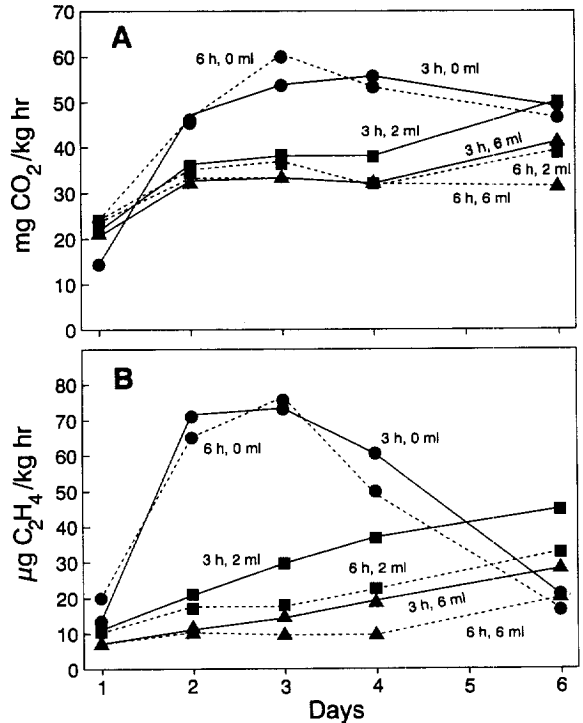 A
mg CO₂/kg hr
70
60
50
40
30
20
10
0
6 h, 0 ml
3 h, 0 ml
3 h, 2 ml
3 h, 6 ml
6 h, 2 ml
6 h, 6 ml
B
µg C₂H₄/kg hr
80
70
60
50
40
30
20
10
0
3 h, 0 ml
6 h, 0 ml
3 h, 2 ml
6 h, 2 ml
3 h, 6 ml
6 h, 6 ml
1 2 3 4 5 6
Days